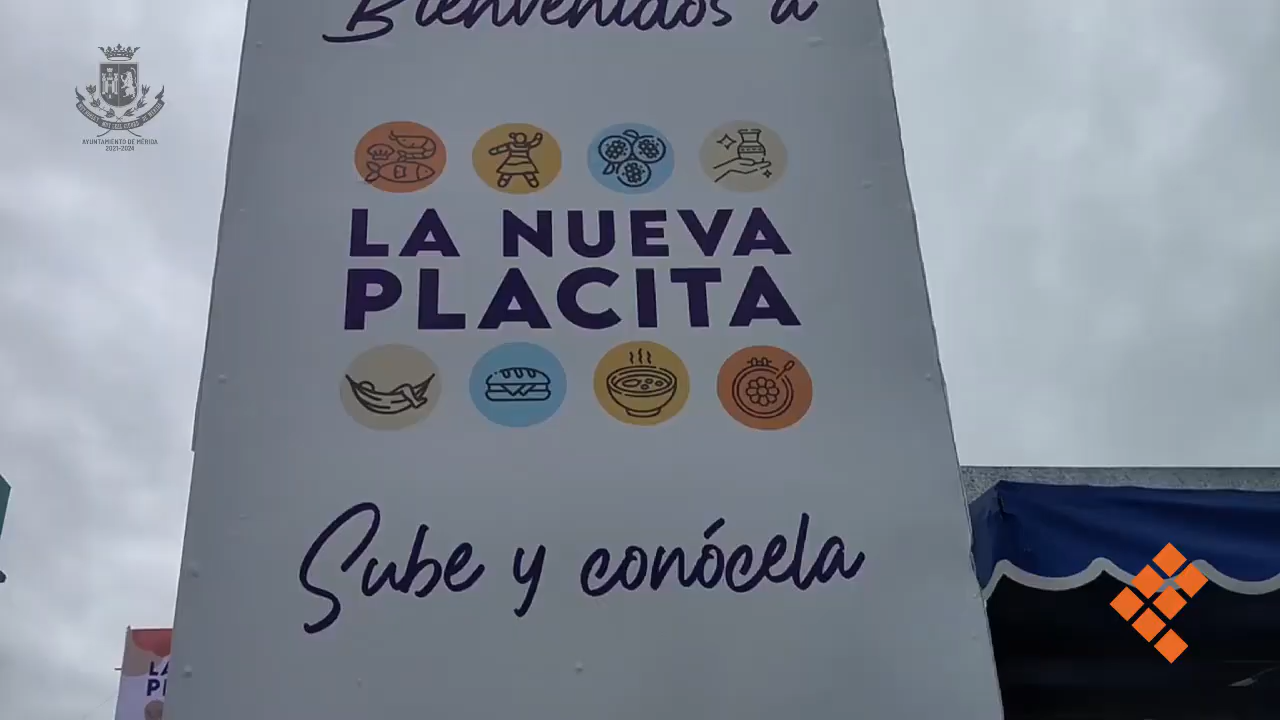 Bienvenidos a
AYUNTAMIENTO DE MÉRIDA
2021-2024
LA NUEVA
PLACITA
Sube y conócela